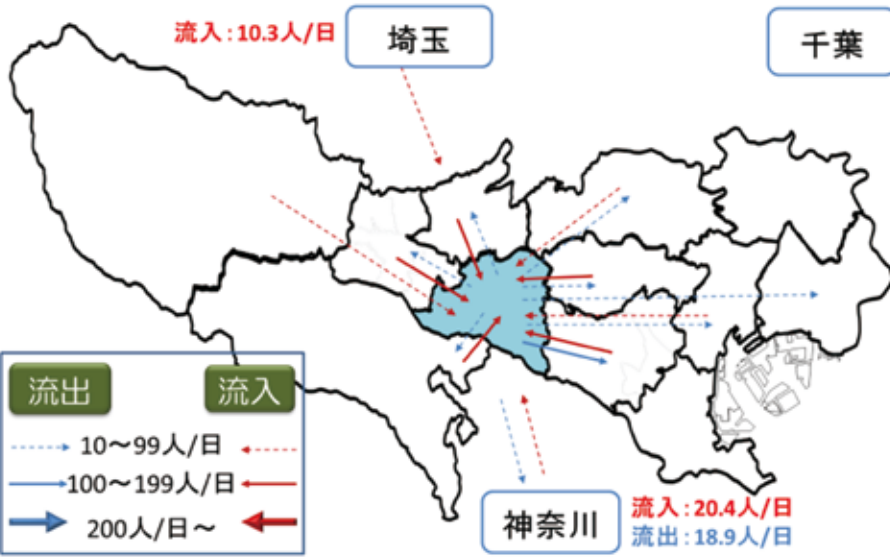 流入：10.3人/日
埼玉
千葉
流出
流入
10～99人/日
100～199人/日
200人/日～
神奈川
流入：20.4人/日
流出：18.9人/日